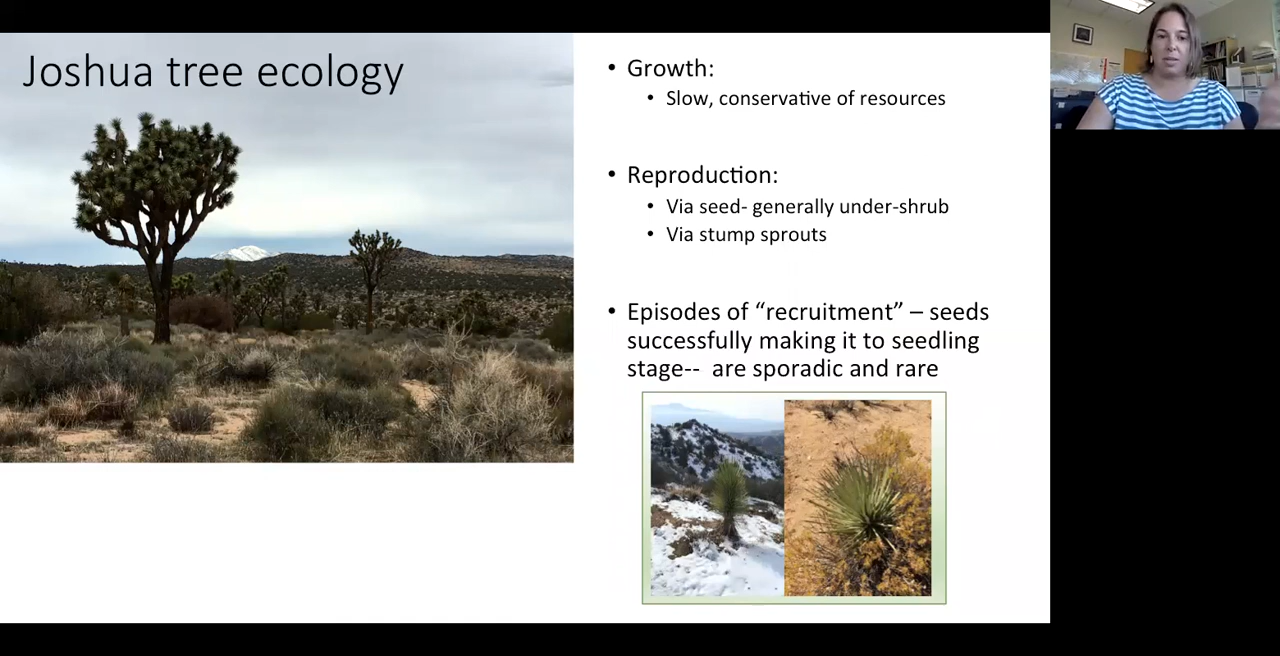 Joshua tree ecology
• Growth:
• Slow, conservative of resources
• Reproduction:
• Via seed- generally under-shrub
• Via stump sprouts
• Episodes of “recruitment” – seeds
successfully making it to seedling
stage-- are sporadic and rare